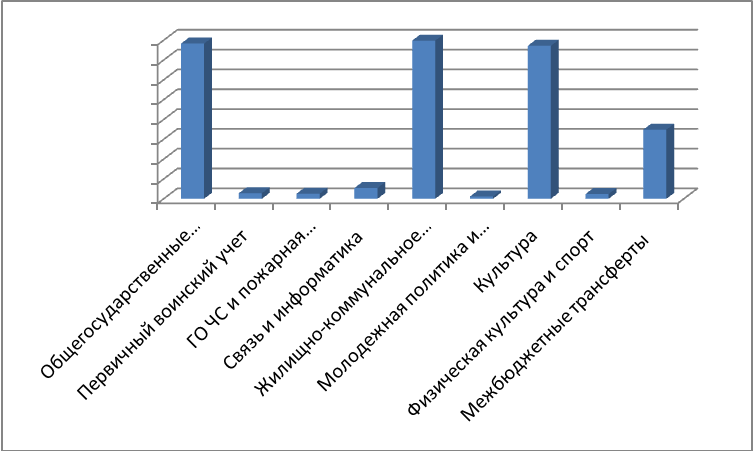 Общегосударственные...
Первичный воинский учет
ГО ЧС и пожарная...
Связь и информатика
Жилищно-коммунальное...
Молодежная политика и...
Культура
Физическая культура и спорт
Межбюджетные трансферты